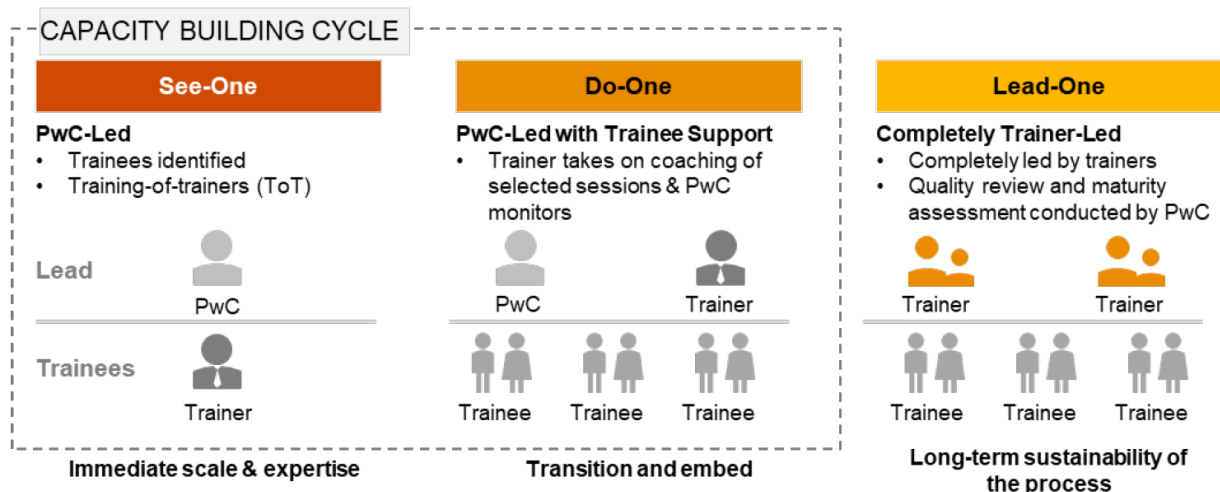 CAPACITY BUILDING CYCLE
See-One
PwC-Led
• Trainees identified
• Training-of-trainers (ToT)
Do-One
PwC-Led with Trainee Support
• Trainer takes on coaching of
selected sessions & PwC
monitors
Lead-One
Completely Trainer-Led
• Completely led by trainers
• Quality review and maturity
assessment conducted by PwC
Lead
PwC
PwC
Trainer
Trainer
Trainer
Trainees
Trainer
Trainee
Trainee
Trainee
Trainee
Trainee
Trainee
Immediate scale & expertise
Transition and embed
Long-term sustainability of
the process